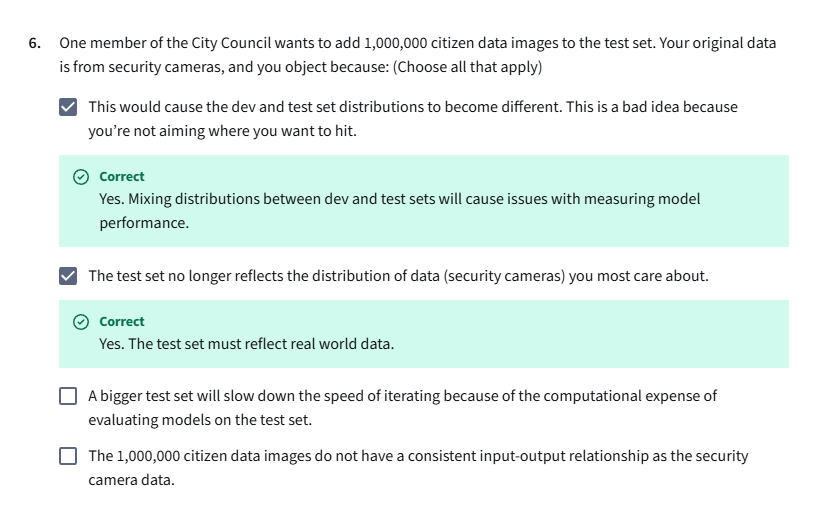 6. One member of the City Council wants to add 1,000,000 citizen data images to the test set. Your original data
is from security cameras, and you object because: (Choose all that apply)
This would cause the dev and test set distributions to become different. This is a bad idea because
you’re not aiming where you want to hit.
Correct
Yes. Mixing distributions between dev and test sets will cause issues with measuring model
performance.
The test set no longer reflects the distribution of data (security cameras) you most care about.
Correct
Yes. The test set must reflect real world data.
A bigger test set will slow down the speed of iterating because of the computational expense of
evaluating models on the test set.
The 1,000,000 citizen data images do not have a consistent input-output relationship as the security
camera data.